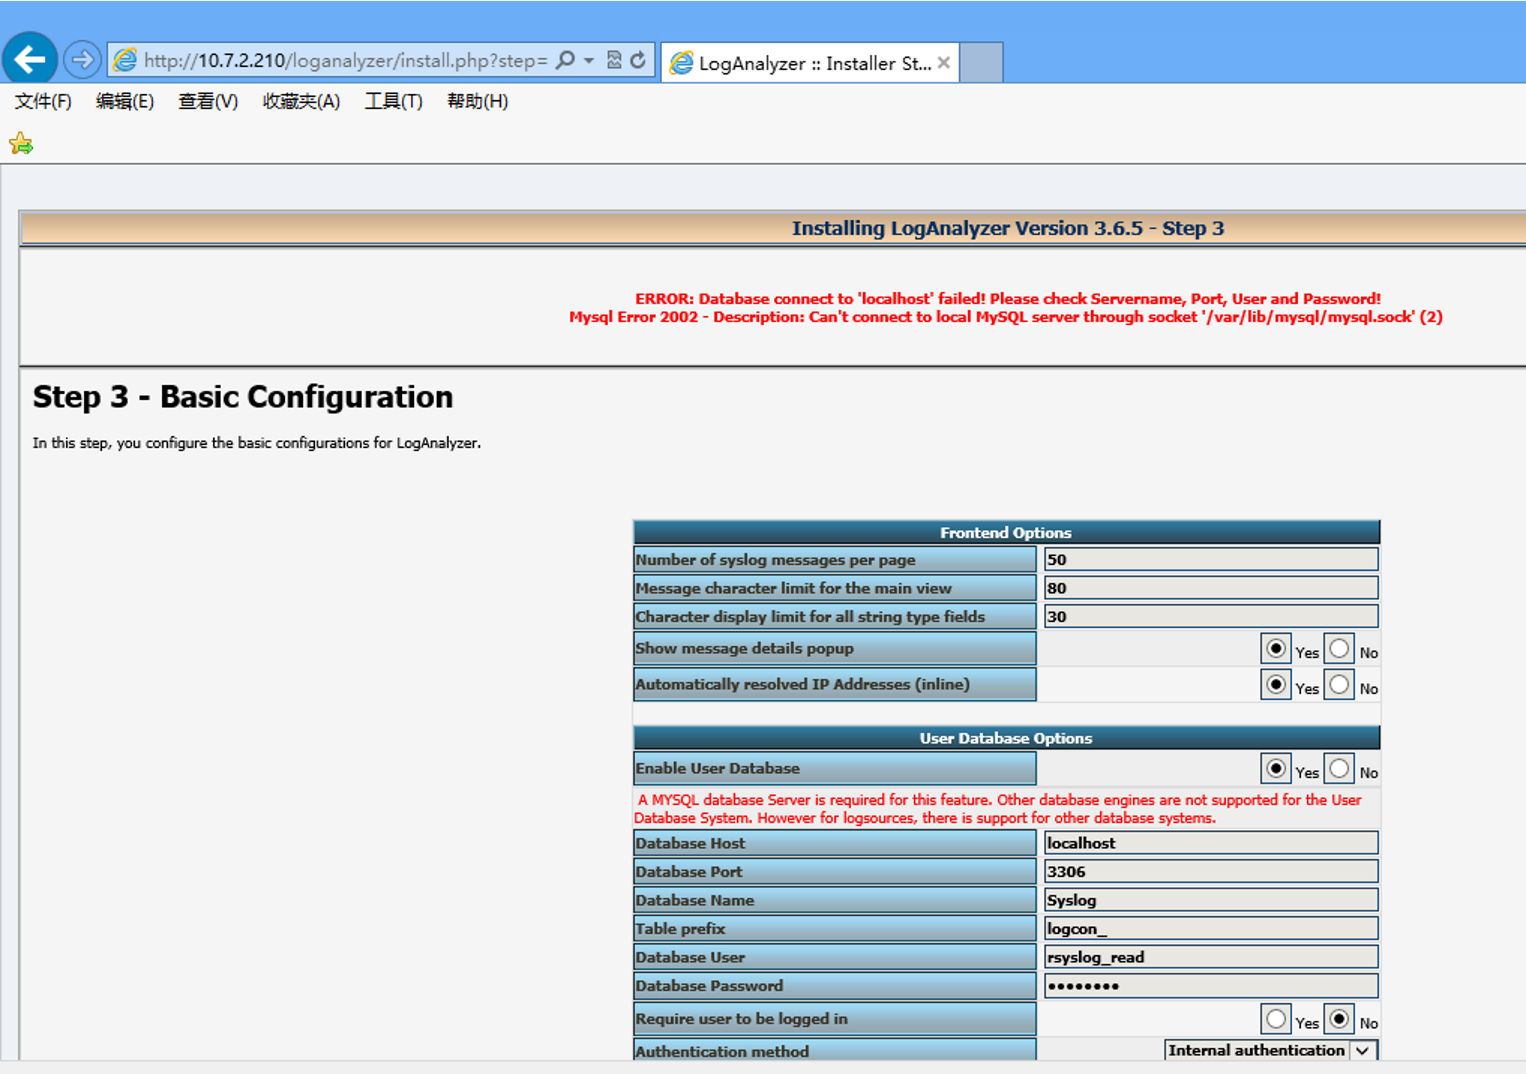 http://10.7.2.210/loganalyzer/install.php?step=
LogAnalyzer :: Installer St...
文件(F) 编辑(E) 查看(V) 收藏夹(A) 工具(T) 帮助(H)
Installing LogAnalyzer Version 3.6.5 - Step 3
ERROR: Database connect to 'localhost' failed! Please check Servername, Port, User and Password!
Mysql Error 2002 - Description: Can't connect to local MySQL server through socket '/var/lib/mysql/mysql.sock' (2)
Step 3 - Basic Configuration
In this step, you configure the basic configurations for LogAnalyzer.
Frontend Options
Number of syslog messages per page 50
Message character limit for the main view 80
Character display limit for all string type fields 30
Show message details popup Yes No
Automatically resolved IP Addresses (inline) Yes No
User Database Options
Enable User Database Yes No
A MYSQL database Server is required for this feature. Other database engines are not supported for the User
Database System. However for logsources, there is support for other database systems.
Database Host localhost
Database Port 3306
Database Name Syslog
Table prefix logcon_
Database User rsyslog_read
Database Password ••••••••
Require user to be logged in Yes No
Authentication method Internal authentication